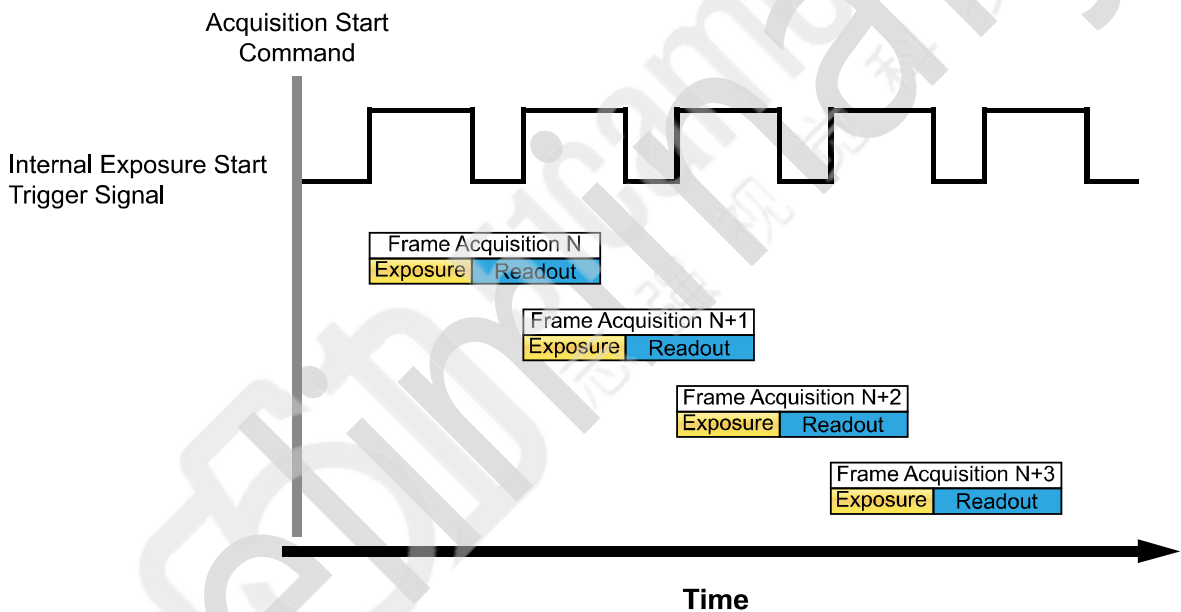 Acquisition Start
Command
Internal Exposure Start
Trigger Signal
Frame Acquisition N
Exposure Readout
Frame Acquisition N+1
Exposure Readout
Frame Acquisition N+2
Exposure Readout
Frame Acquisition N+3
Exposure Readout
Time